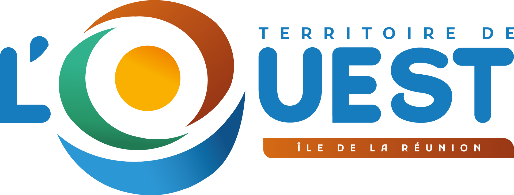 TERRITOIRE DE
L'OUEST
ÎLE DE LA RÉUNION